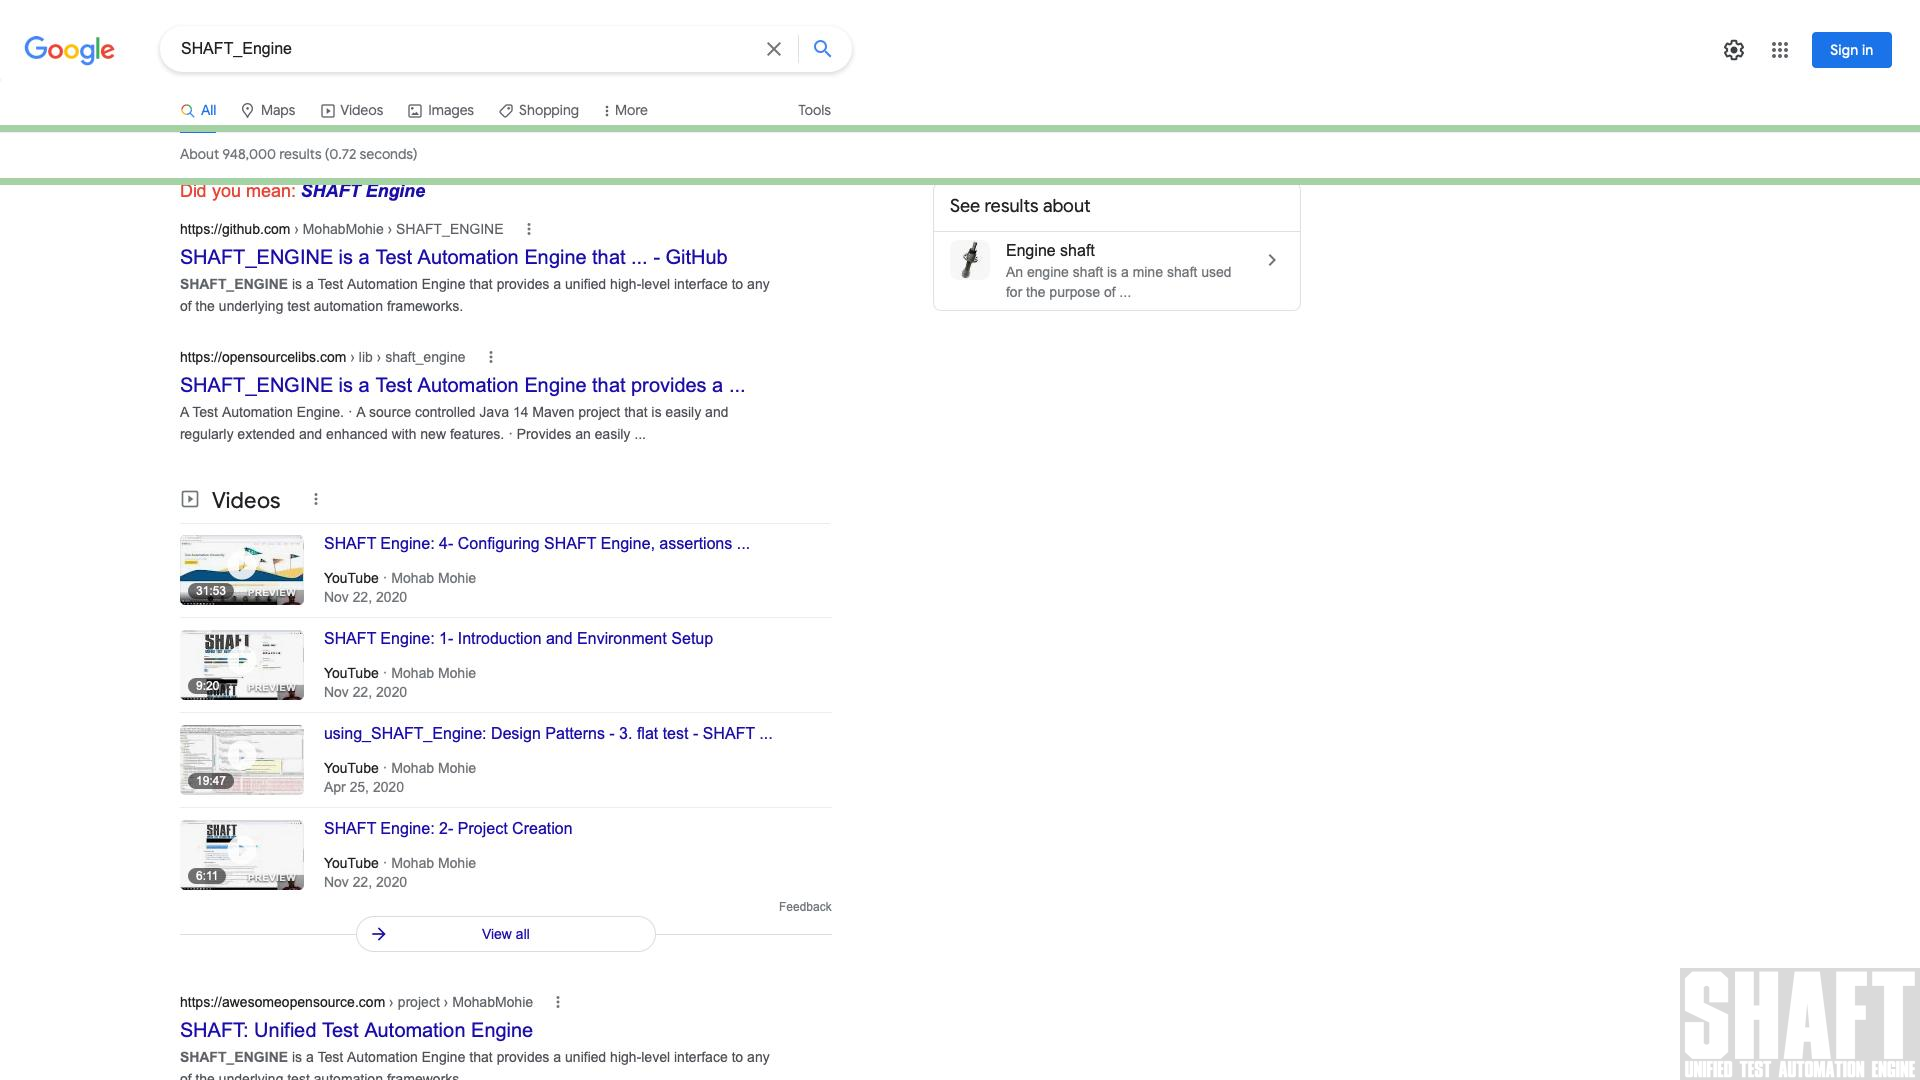 Google
SHAFT_Engine
Sign in
All
Maps
Videos
Images
Shopping
More
Tools
About 948,000 results (0.72 seconds)
Did you mean: SHAFT Engine
https://github.com › MohabMohie › SHAFT_ENGINE
SHAFT_ENGINE is a Test Automation Engine that ... - GitHub
SHAFT_ENGINE is a Test Automation Engine that provides a unified high-level interface to any
of the underlying test automation frameworks.
See results about
Engine shaft
An engine shaft is a mine shaft used
for the purpose of ...
https://opensourcelibs.com › lib › shaft_engine
SHAFT_ENGINE is a Test Automation Engine that provides a ...
A Test Automation Engine. · A source controlled Java 14 Maven project that is easily and
regularly extended and enhanced with new features. · Provides an easily ...
Videos
31:53
PREVIEW
SHAFT Engine: 4- Configuring SHAFT Engine, assertions ...
YouTube · Mohab Mohie
Nov 22, 2020
SHAFT
9:20
PREVIEW
SHAFT Engine: 1- Introduction and Environment Setup
YouTube · Mohab Mohie
Nov 22, 2020
19:47
using_SHAFT_Engine: Design Patterns - 3. flat test - SHAFT ...
YouTube · Mohab Mohie
Apr 25, 2020
SHAFT
6:11
PREVIEW
SHAFT Engine: 2- Project Creation
YouTube · Mohab Mohie
Nov 22, 2020
Feedback
View all
https://awesomeopensource.com › project › MohabMohie
SHAFT: Unified Test Automation Engine
SHAFT_ENGINE is a Test Automation Engine that provides a unified high-level interface to any
of the underlying test automation frameworks.
SHAFT
UNIFIED TEST AUTOMATION ENGINE